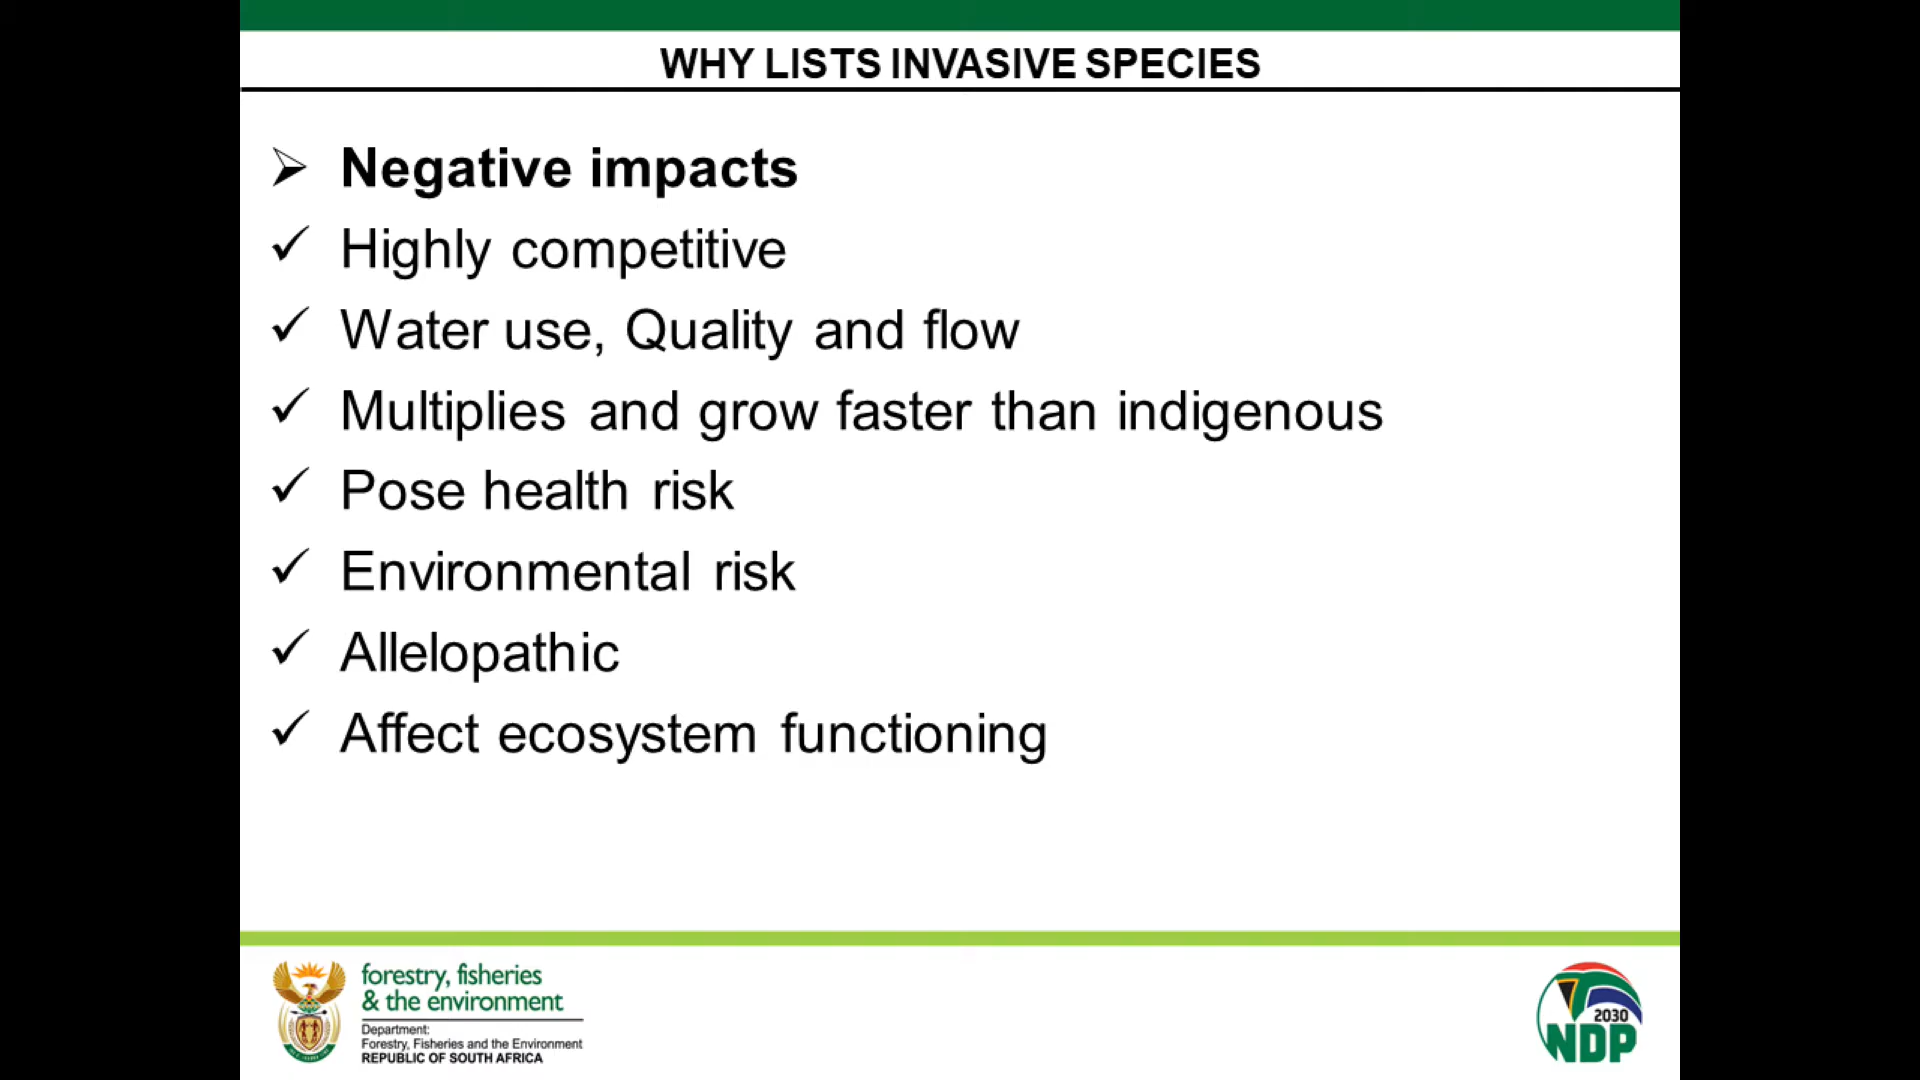 WHY LISTS INVASIVE SPECIES
Negative impacts
Highly competitive
Water use, Quality and flow
Multiplies and grow faster than indigenous
Pose health risk
Environmental risk
Allelopathic
Affect ecosystem functioning
forestry, fisheries
& the environment
Department:
Forestry, Fisheries and the Environment
REPUBLIC OF SOUTH AFRICA
2030
NDP